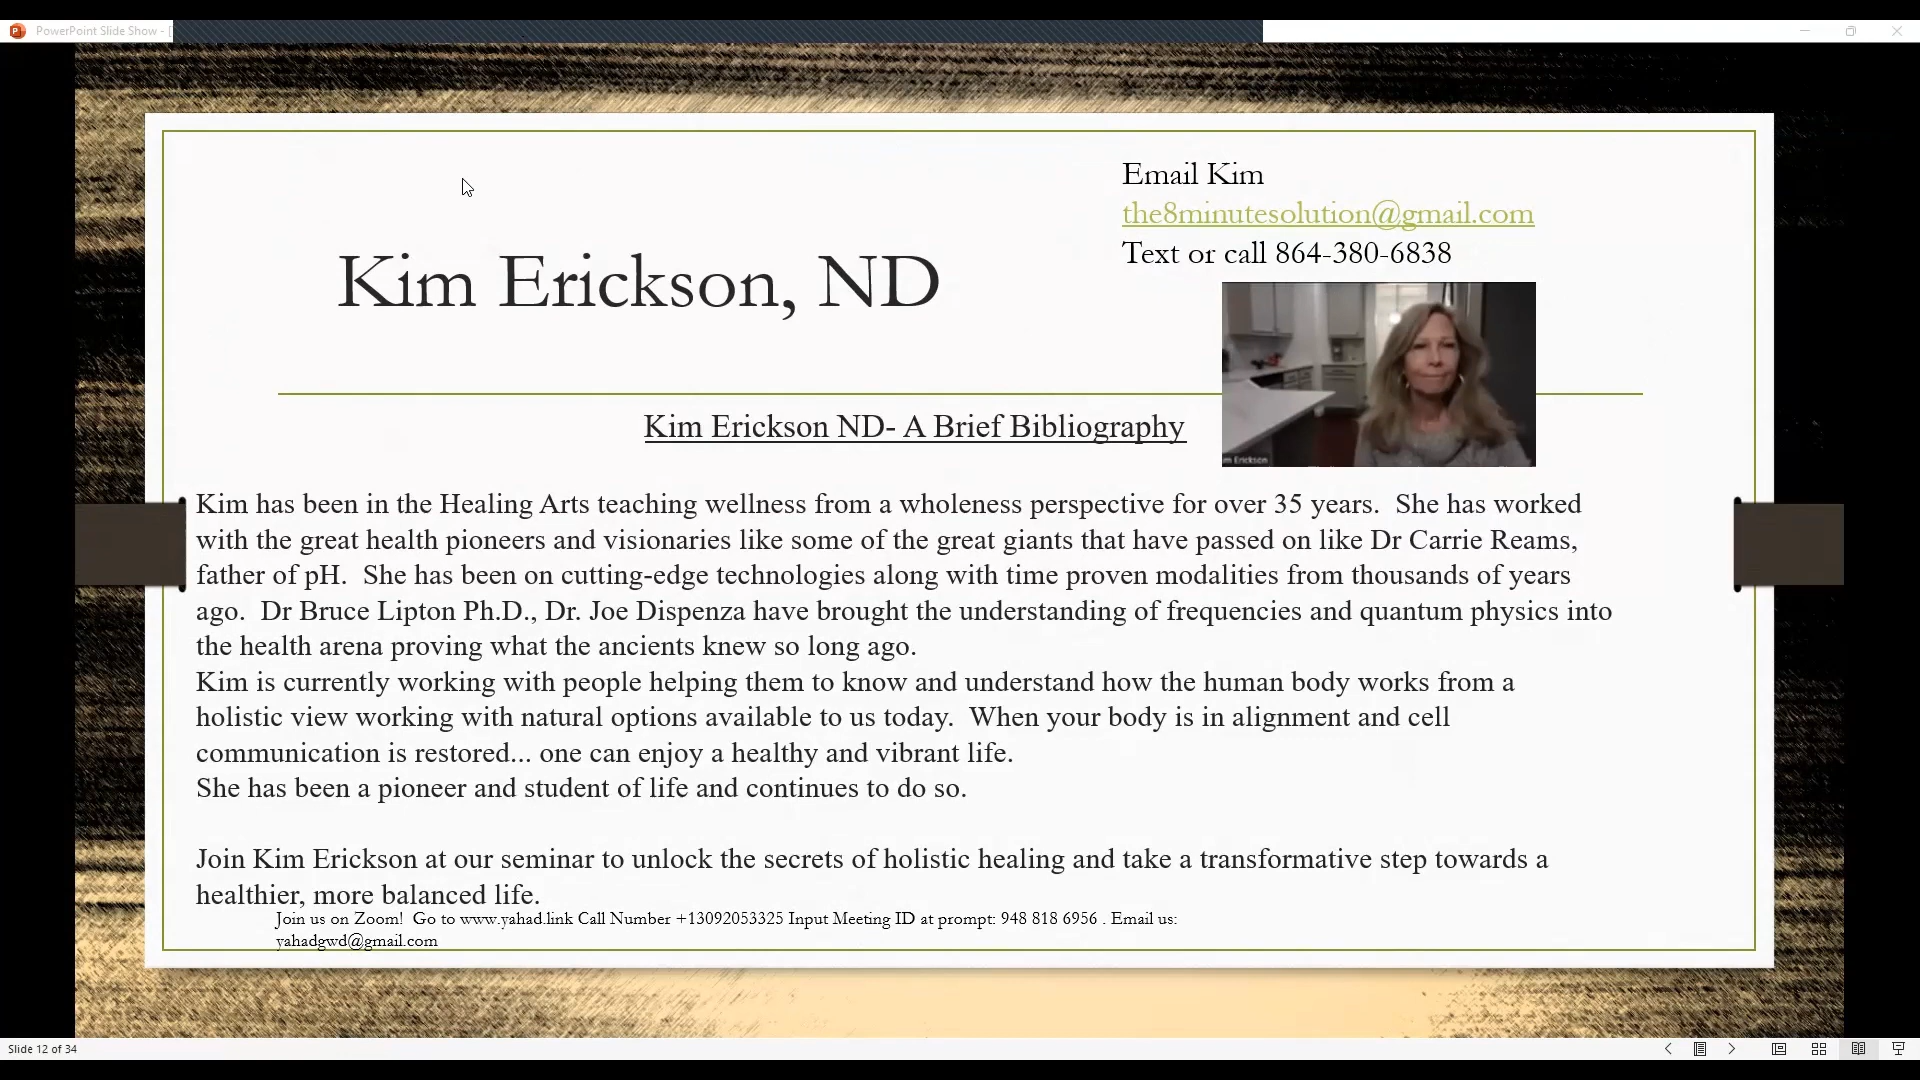 PowerPoint Slide Show - [
Email Kim
the8minutesolution@gmail.com
Text or call 864-380-6838
Kim Erickson, ND
Kim Erickson ND- A Brief Bibliography
m Erickson
Kim has been in the Healing Arts teaching wellness from a wholeness perspective for over 35 years.  She has worked
with the great health pioneers and visionaries like some of the great giants that have passed on like Dr Carrie Reams,
father of pH.  She has been on cutting-edge technologies along with time proven modalities from thousands of years
ago.  Dr Bruce Lipton Ph.D., Dr. Joe Dispenza have brought the understanding of frequencies and quantum physics into
the health arena proving what the ancients knew so long ago.
Kim is currently working with people helping them to know and understand how the human body works from a
holistic view working with natural options available to us today.  When your body is in alignment and cell
communication is restored... one can enjoy a healthy and vibrant life.
She has been a pioneer and student of life and continues to do so.
Join Kim Erickson at our seminar to unlock the secrets of holistic healing and take a transformative step towards a
healthier, more balanced life.
Join us on Zoom!  Go to www.yahad.link Call Number +13092053325 Input Meeting ID at prompt: 948 818 6956 . Email us:
yahadgwd@gmail.com
Slide 12 of 34